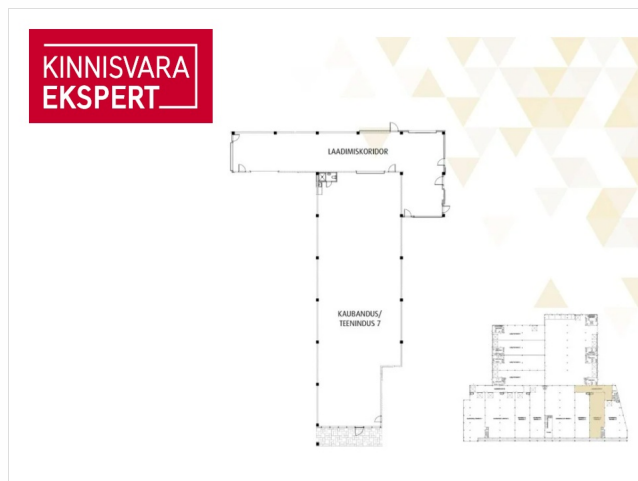 KINNISVARA
EKSPERT
LAADIMISKORIDOR
KAUBANDUS/
TEENINDUS 7